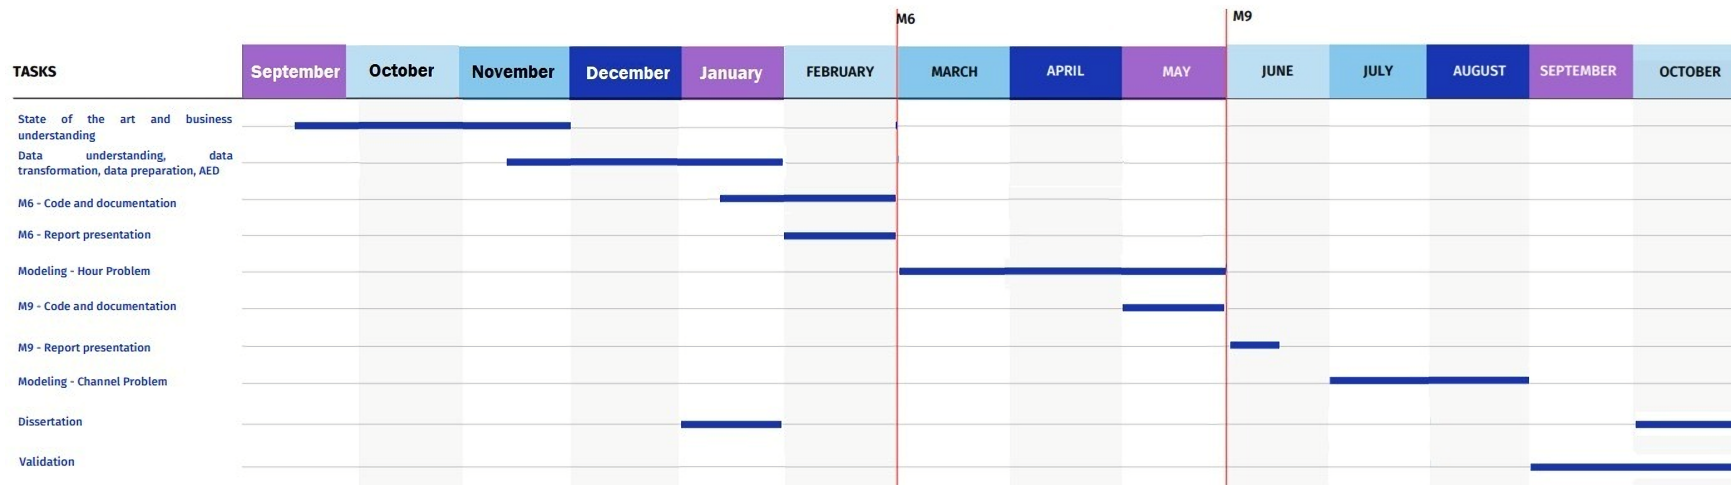 M6
M9
TASKS September October November December January FEBRUARY MARCH APRIL MAY JUNE JULY AUGUST SEPTEMBER OCTOBER
State of the art and business
understanding
Data understanding, data
transformation, data preparation, AED
M6 - Code and documentation
M6 - Report presentation
Modeling - Hour Problem
M9 - Code and documentation
M9 - Report presentation
Modeling - Channel Problem
Dissertation
Validation